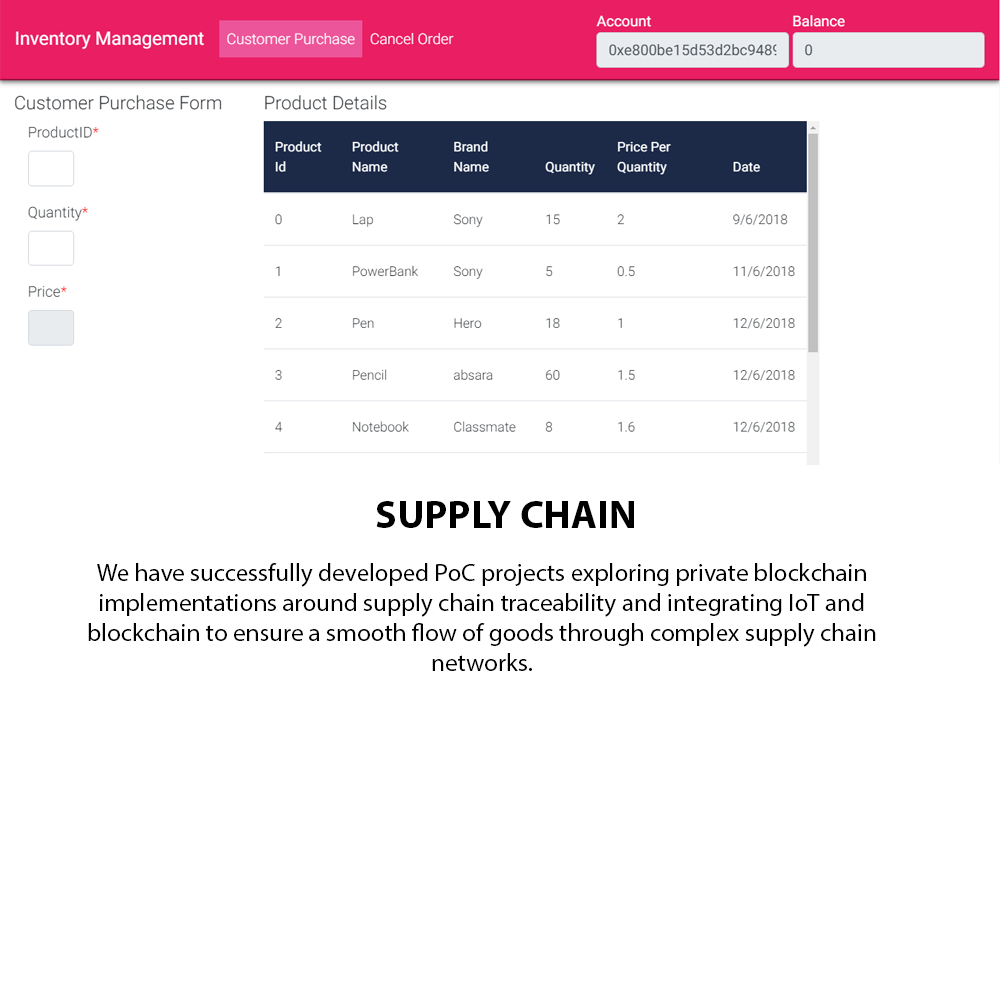 Inventory Management Customer Purchase Cancel Order
Account Balance
0xe800be15d53d2bc9489 0
Customer Purchase Form
ProductID*
Quantity*
Price*
Product Details
Product Id Product Name Brand Name Quantity Price Per Quantity Date
0 Lap Sony 15 2 9/6/2018
1 PowerBank Sony 5 0.5 11/6/2018
2 Pen Hero 18 1 12/6/2018
3 Pencil absara 60 1.5 12/6/2018
4 Notebook Classmate 8 1.6 12/6/2018
SUPPLY CHAIN
We have successfully developed PoC projects exploring private blockchain
implementations around supply chain traceability and integrating IoT and
blockchain to ensure a smooth flow of goods through complex supply chain
networks.